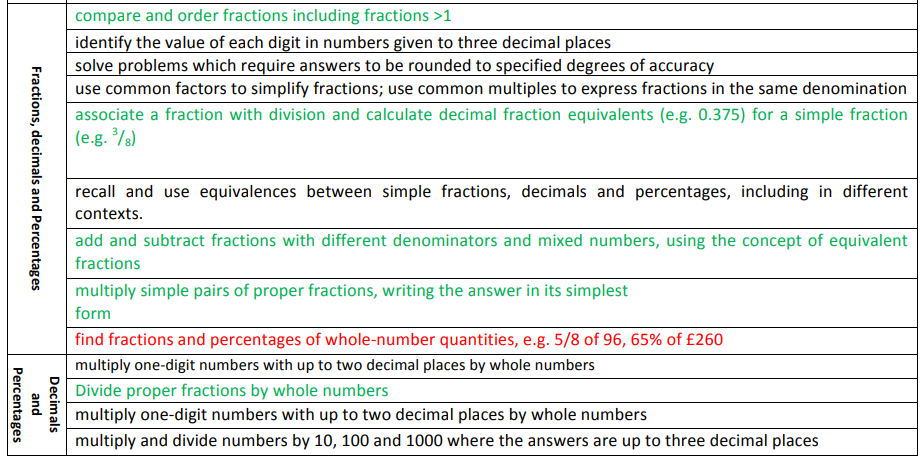 Fractions, decimals and Percentages
compare and order fractions including fractions >1
identify the value of each digit in numbers given to three decimal places
solve problems which require answers to be rounded to specified degrees of accuracy
use common factors to simplify fractions; use common multiples to express fractions in the same denomination
associate a fraction with division and calculate decimal fraction equivalents (e.g. 0.375) for a simple fraction
(e.g. ³/₈)
recall and use equivalences between simple fractions, decimals and percentages, including in different
contexts.
add and subtract fractions with different denominators and mixed numbers, using the concept of equivalent
fractions
multiply simple pairs of proper fractions, writing the answer in its simplest
form
find fractions and percentages of whole-number quantities, e.g. 5/8 of 96, 65% of £260
Decimals
and
Percentages
multiply one-digit numbers with up to two decimal places by whole numbers
Divide proper fractions by whole numbers
multiply one-digit numbers with up to two decimal places by whole numbers
multiply and divide numbers by 10, 100 and 1000 where the answers are up to three decimal places